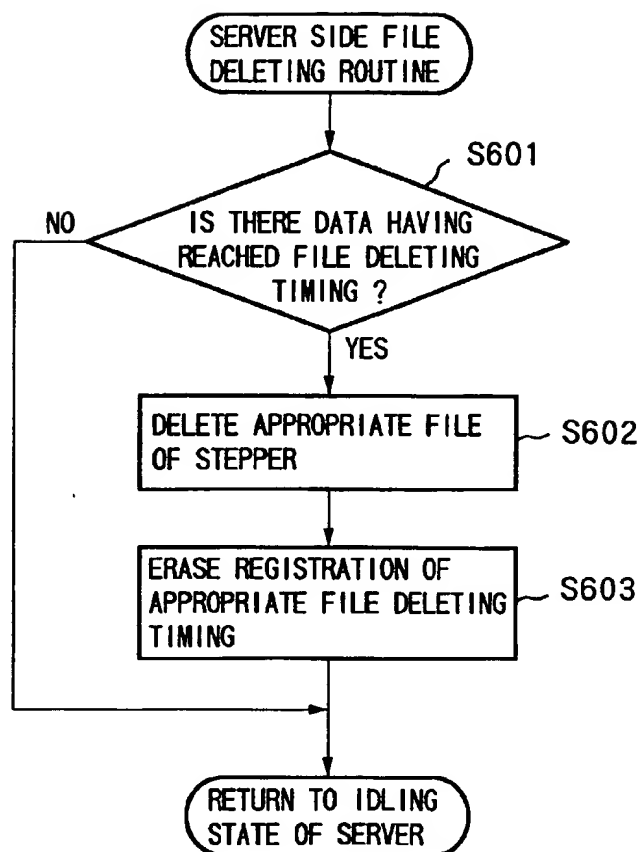 SERVER SIDE FILE
DELETING ROUTINE
S601
NO
IS THERE DATA HAVING
REACHED FILE DELETING
TIMING ?
YES
DELETE APPROPRIATE FILE
OF STEPPER
S602
ERASE REGISTRATION OF
APPROPRIATE FILE DELETING
TIMING
S603
RETURN TO IDLING
STATE OF SERVER